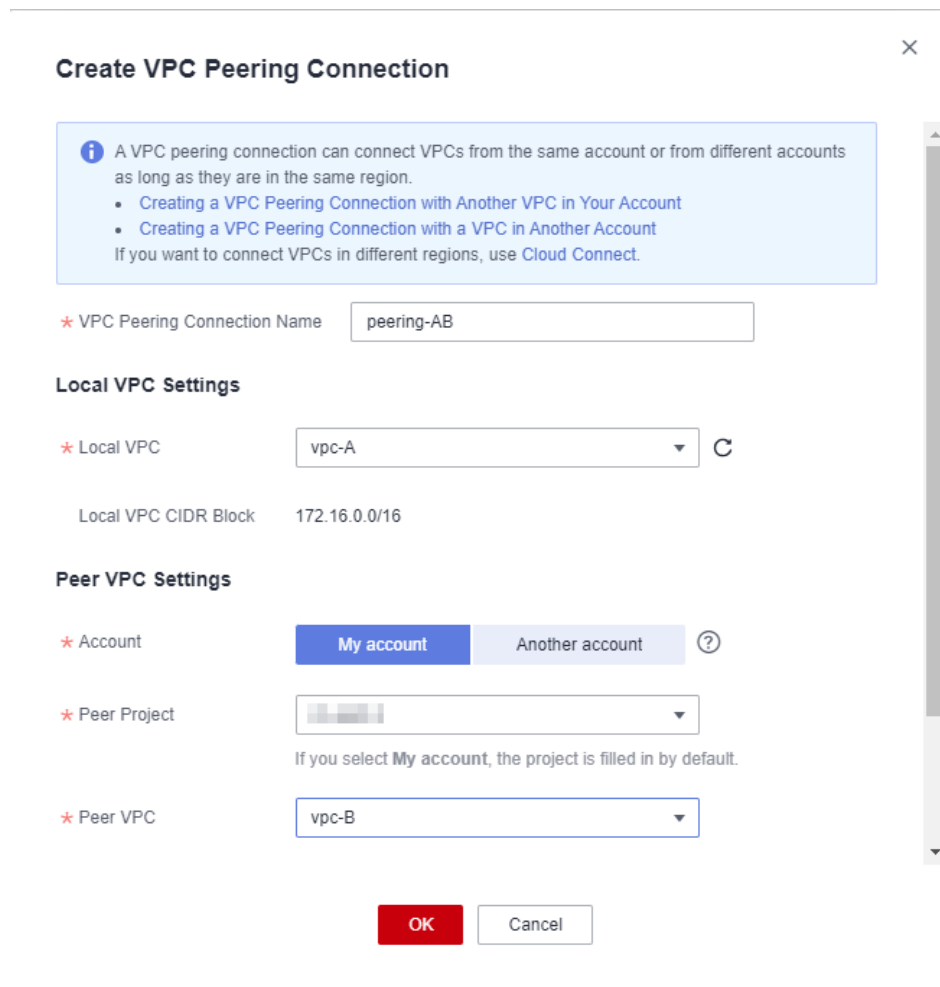 Create VPC Peering Connection
A VPC peering connection can connect VPCs from the same account or from different accounts
as long as they are in the same region.
• Creating a VPC Peering Connection with Another VPC in Your Account
• Creating a VPC Peering Connection with a VPC in Another Account
If you want to connect VPCs in different regions, use Cloud Connect.
* VPC Peering Connection Name peering-AB
Local VPC Settings
* Local VPC vpc-A
Local VPC CIDR Block 172.16.0.0/16
Peer VPC Settings
* Account My account Another account
* Peer Project
If you select My account, the project is filled in by default.
* Peer VPC vpc-B
OK Cancel